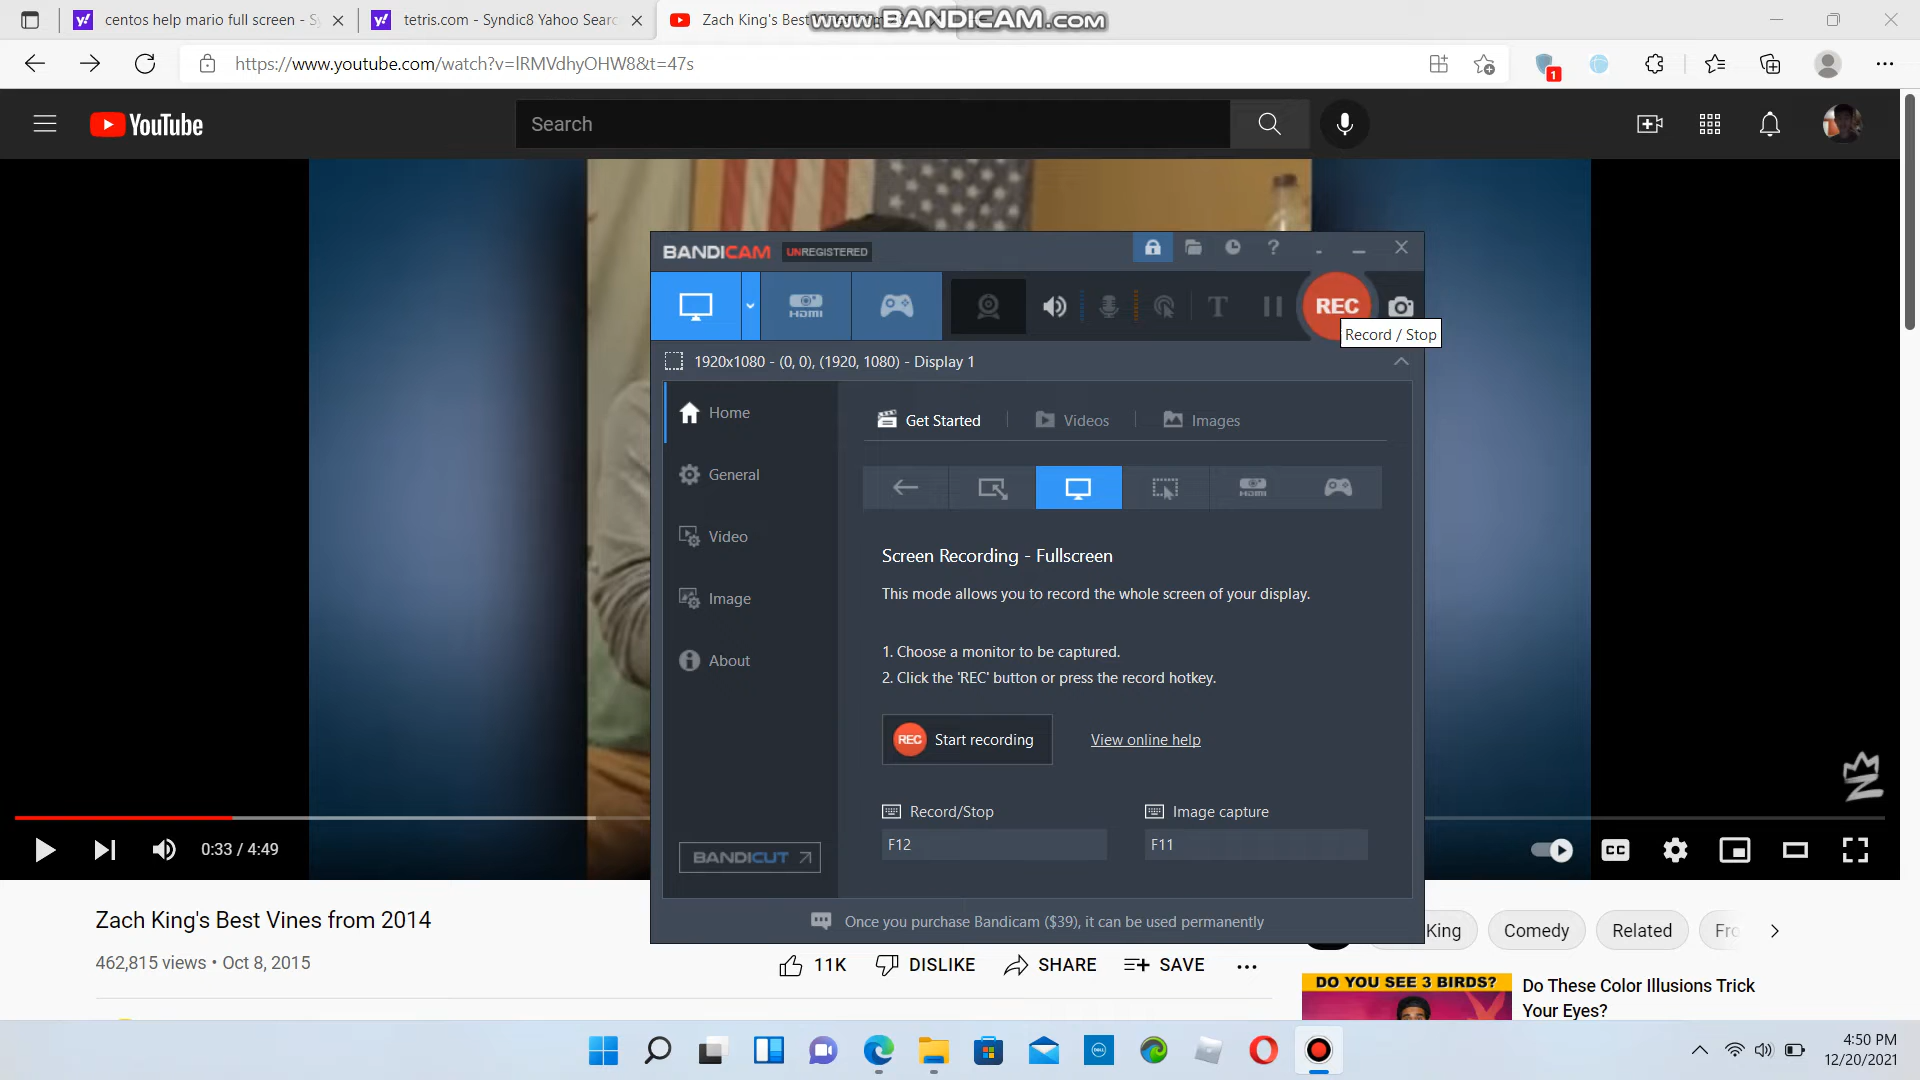 centos help mario full screen - S
tetris.com - Syndic8 Yahoo Searc
Zach King's Best
www.BANDICAM.com
https://www.youtube.com/watch?v=lRMVdhyOHW8&t=47s
1
YouTube
Search
BANDICAM
UNREGISTERED
HDMI
T
REC
Record / Stop
1920x1080 - (0, 0), (1920, 1080) - Display 1
Home
General
Video
Image
About
Get Started
Videos
Images
HDMI
Screen Recording - Fullscreen
This mode allows you to record the whole screen of your display.
1. Choose a monitor to be captured.
2. Click the 'REC' button or press the record hotkey.
REC
Start recording
View online help
Record/Stop
Image capture
F12
F11
BANDICUT
Once you purchase Bandicam ($39), it can be used permanently
0:33 / 4:49
CC
Zach King's Best Vines from 2014
462,815 views • Oct 8, 2015
11K
DISLIKE
SHARE
SAVE
King
Comedy
Related
Fro
DO YOU SEE 3 BIRDS?
Do These Color Illusions Trick
Your Eyes?
DELL
4:50 PM
12/20/2021